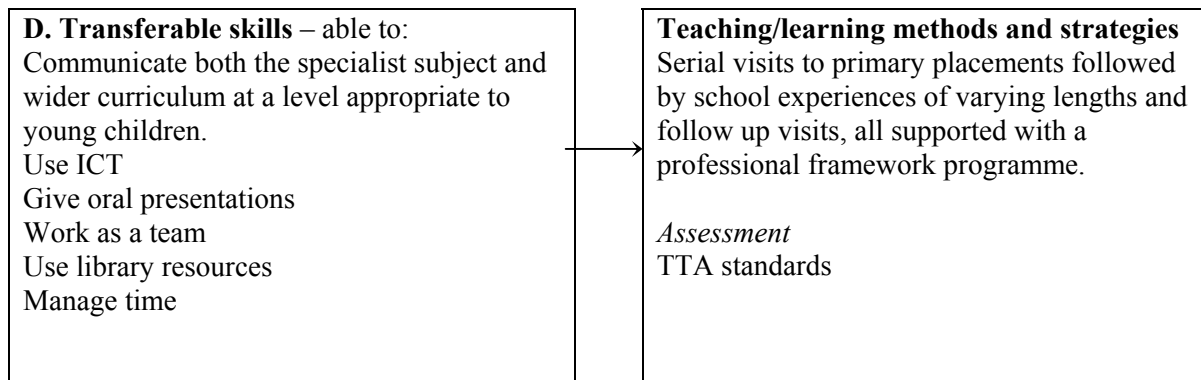 D. Transferable skills – able to:
Communicate both the specialist subject and
wider curriculum at a level appropriate to
young children.
Use ICT
Give oral presentations
Work as a team
Use library resources
Manage time
Teaching/learning methods and strategies
Serial visits to primary placements followed
by school experiences of varying lengths and
follow up visits, all supported with a
professional framework programme.
Assessment
TTA standards